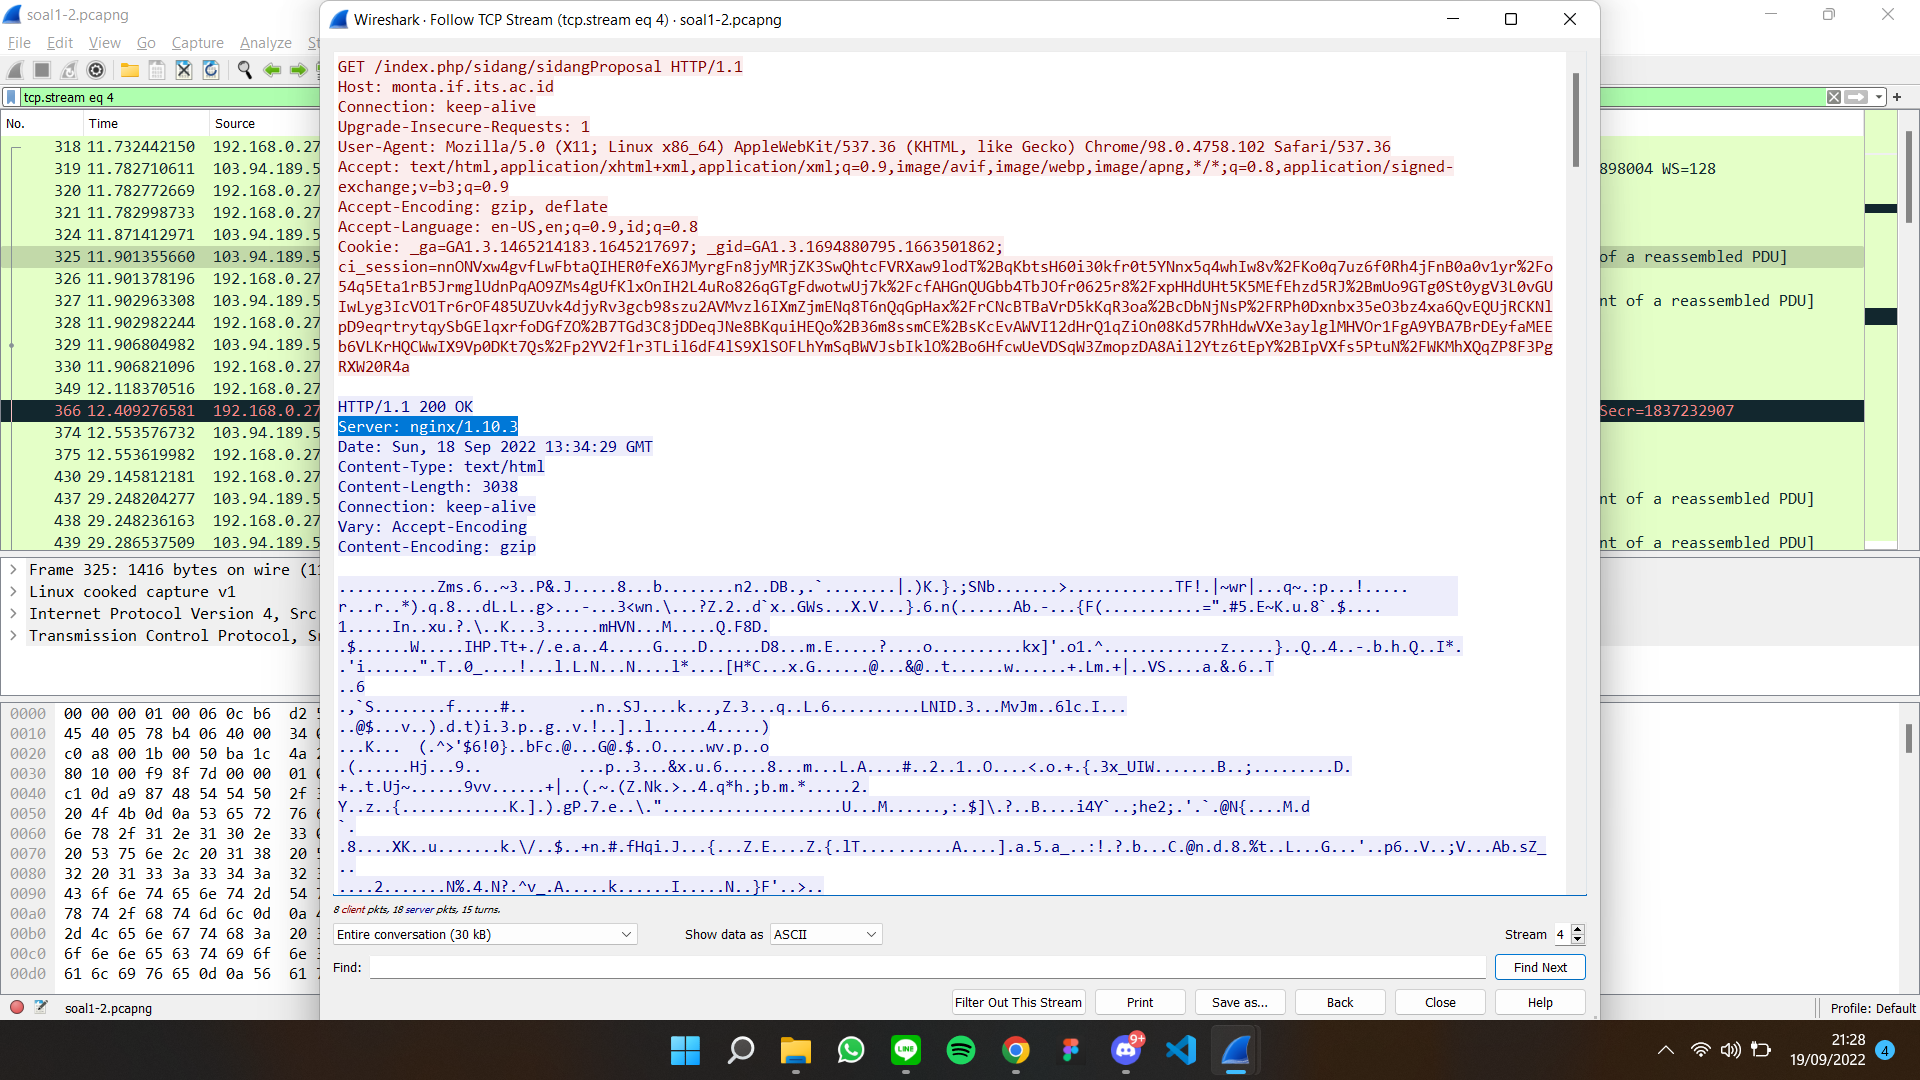 soal1-2.pcapng
Wireshark · Follow TCP Stream (tcp.stream eq 4) · soal1-2.pcapng
File Edit View Go Capture Analyze St
tcp.stream eq 4
No. Time Source
318 11.732442150 192.168.0.27
319 11.782710611 103.94.189.5
320 11.782772669 192.168.0.27
321 11.782998733 192.168.0.27
324 11.871412971 103.94.189.5
325 11.901355660 103.94.189.5
326 11.901378196 192.168.0.27
327 11.902963308 103.94.189.5
328 11.902982244 192.168.0.27
329 11.906804982 103.94.189.5
330 11.906821096 192.168.0.27
349 12.118370516 192.168.0.27
366 12.409276581 192.168.0.27
374 12.553576732 103.94.189.5
375 12.553619982 192.168.0.27
430 29.145812181 192.168.0.27
437 29.248204277 103.94.189.5
438 29.248236163 192.168.0.27
439 29.286537509 103.94.189.5
898004 WS=128
of a reassembled PDU]
nt of a reassembled PDU]
Secr=1837232907
nt of a reassembled PDU]
nt of a reassembled PDU]
Frame 325: 1416 bytes on wire (11
Linux cooked capture v1
Internet Protocol Version 4, Src
Transmission Control Protocol, Sr
0000 00 00 00 01 00 06 0c b6 d2
0010 45 40 05 78 b4 06 40 00 34
0020 c0 a8 00 1b 00 50 ba 1c 4a
0030 80 10 00 f9 8f 7d 00 00 01
0040 c1 0d a9 87 48 54 54 50 2f
0050 20 4f 4b 0d 0a 53 65 72 76
0060 6e 78 2f 31 2e 31 30 2e 33
0070 20 53 75 6e 2c 20 31 38 20
0080 32 20 31 33 3a 33 34 3a 32
0090 43 6f 6e 74 65 6e 74 2d 54
00a0 78 74 2f 68 74 6d 6c 0d 0a
00b0 2d 4c 65 6e 67 74 68 3a 20
00c0 6f 6e 6e 65 63 74 69 6f 6e
00d0 61 6c 69 76 65 0d 0a 56 61
GET /index.php/sidang/sidangProposal HTTP/1.1
Host: monta.if.its.ac.id
Connection: keep-alive
Upgrade-Insecure-Requests: 1
User-Agent: Mozilla/5.0 (X11; Linux x86_64) AppleWebKit/537.36 (KHTML, like Gecko) Chrome/98.0.4758.102 Safari/537.36
Accept: text/html,application/xhtml+xml,application/xml;q=0.9,image/avif,image/webp,image/apng,*/*;q=0.8,application/signed-
exchange;v=b3;q=0.9
Accept-Encoding: gzip, deflate
Accept-Language: en-US,en;q=0.9,id;q=0.8
Cookie: _ga=GA1.3.1465214183.1645217697; _gid=GA1.3.1694880795.1663501862;
ci_session=nnONVxw4gvfLwFbtaQIHER0feX6JMyrgFn8jyMRjZK3SwQhtcFVRXaw9lodT%2BqKbtsH60i30kfr0t5YNnx5q4whIw8v%2FKo0q7uz6f0Rh4jFnB0a0v1yr%2Fo
54q5Eta1rB5JrmglUdnPqAO9ZMs4gUfKlxOnIH2L4uRo826qGTgFdwotwUj7k%2FcfAHGnQUGbb4TbJOfr0625r8%2FxpHHdUHt5K5MEfEhzd5RJ%2BmUo9GTg0St0ygV3L0vGU
IwLyg3IcVO1Tr6rOF485UZUvk4djyRv3gcb98szu2AVMvzl6IXmZjmENq8T6nQqGpHax%2FrCNcBTBaVrD5kKqR3oa%2BcDbNjNsP%2FRPh0Dxnbx35eO3bz4xa6QvEQUjRCKNl
pD9eqrtrytqySbGElqxrfoDGfZO%2B7TGd3C8jDDeqJNe8BKquiHEQo%2B36m8ssmCE%2BsKcEvAWVI12dHrQ1qZiOn08Kd57RhHdwVXe3aylglMHVOr1FgA9YBA7BrDEyfaMEE
b6VLKrHQCWwIX9Vp0DKt7Qs%2Fp2YV2flr3TLil6dF4lS9XlSOFLhYmSqBWVJsbIklO%2Bo6HfcwUeVDSqW3ZmopzDA8Ail2Ytz6tEpY%2BIpVXfs5PtuN%2FWKMhXQqZP8F3Pg
RXW20R4a
HTTP/1.1 200 OK
Server: nginx/1.10.3
Date: Sun, 18 Sep 2022 13:34:29 GMT
Content-Type: text/html
Content-Length: 3038
Connection: keep-alive
Vary: Accept-Encoding
Content-Encoding: gzip
...........Zms.6..~3..P&.J.....8...b........n2..DB.,.`........|.)K.}.;SNb.......>............TF!.|~wr|...q~.:p...!.....
r...r..*).q.8...dL.L..g>...-...3<wn.\...?Z.2..d`x..GWs...X.V...}.6.n(......Ab.-...{F(...........=".#5.E~K.u.8`.$....
1.....In..xu.?.\..K...3......mHVN...M.....Q.F8D.
.$......W.....IHP.Tt+./.e.a..4.....G....D......D8...m.E.....?....o..........kx]'.o1.^.............z.....}..Q..4..-.b.h.Q..I*.
.'i......".T..0_....!...l.L.N...N....l*....[H*C...x.G......@...&@..t......w......+.Lm.+|..VS....a.&.6..T
..6
.,`S........f.....#.. ..n..SJ....k...,Z.3...q..L.6..........LNID.3...MvJm..6lc.I...
..@$...v..).d.t)i.3.p..g..v.!..]..l......4.....)
...K... (.^>'$6!0}..bFc.@...G@.$..O.....wv.p..o
.(......Hj...9.. ...p..3...&x.u.6.....8...m...L.A....#..2..1..O....<.o.+.{.3x_UIW.......B..;.........D.
+..t.Uj~......9vv......+|..(.~.(Z.Nk.>..4.q*h.;b.m.*.....2.
Y..z..{............K.].).gP.7.e..\."....................U...M......,:.$]\.?..B....i4Y`..;he2;.'.`.@N{....M.d
`.
.8....XK..u.......k.\/..$..+n.#.fHqi.J...{...Z.E....Z.{.lT..........A....].a.5.a_..:!.?.b...C.@n.d.8.%t..L...G...'..p6..V..;V...Ab.sZ_
..
....2.......N%.4.N?.^v_.A.....k......I.....N..}F'..>..
8 client pkts, 18 server pkts, 15 turns.
Entire conversation (30 kB) Show data as ASCII Stream 4
Find: Find Next
Filter Out This Stream Print Save as... Back Close Help
soal1-2.pcapng Profile: Default
LINE
9+
21:28
19/09/2022 4